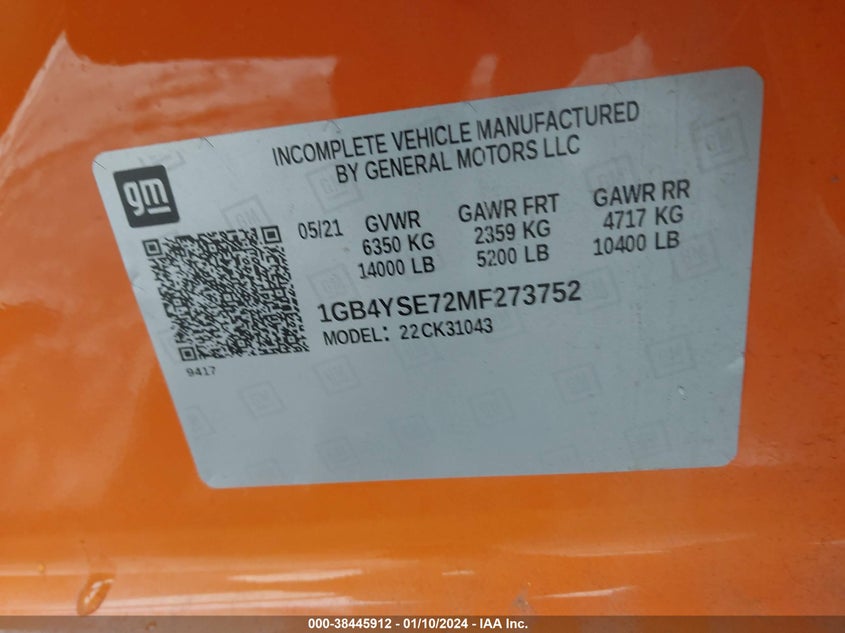 INCOMPLETE VEHICLE MANUFACTURED
BY GENERAL MOTORS LLC
gm
05/21 GVWR GAWR FRT GAWR RR
6350 KG 2359 KG 4717 KG
14000 LB 5200 LB 10400 LB
1GB4YSE72MF273752
MODEL: 22CK31043
9417
000-38445912 - 01/10/2024 - IAA Inc.